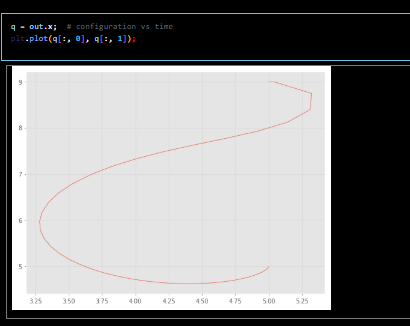 q = out.x;  # configuration vs time
plt.plot(q[:, 0], q[:, 1]);
9
8
7
6
5
3.25 3.50 3.75 4.00 4.25 4.50 4.75 5.00 5.25